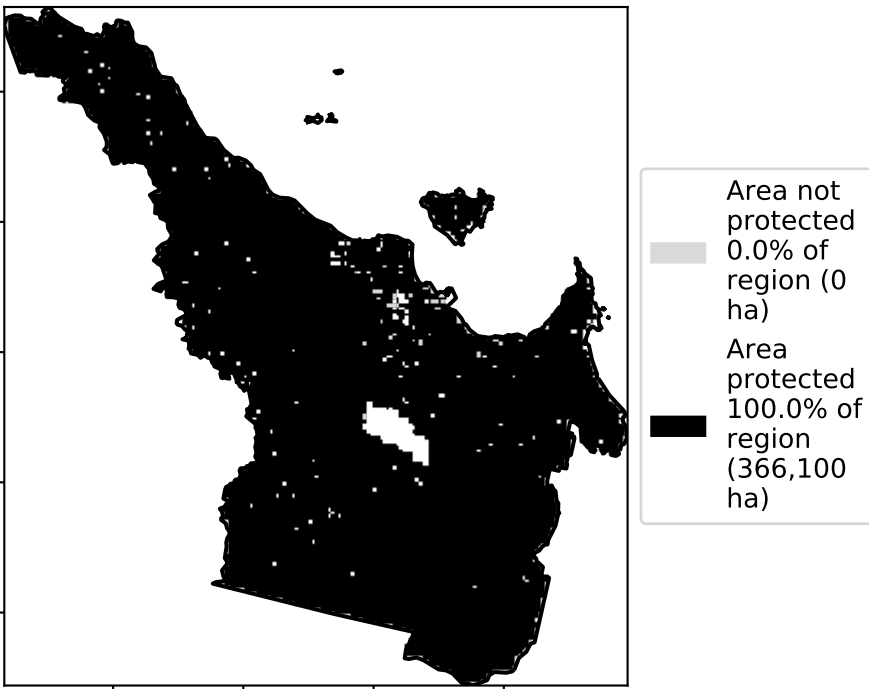 Area not
protected
0.0% of
region (0
ha)
Area
protected
100.0% of
region
(366,100
ha)